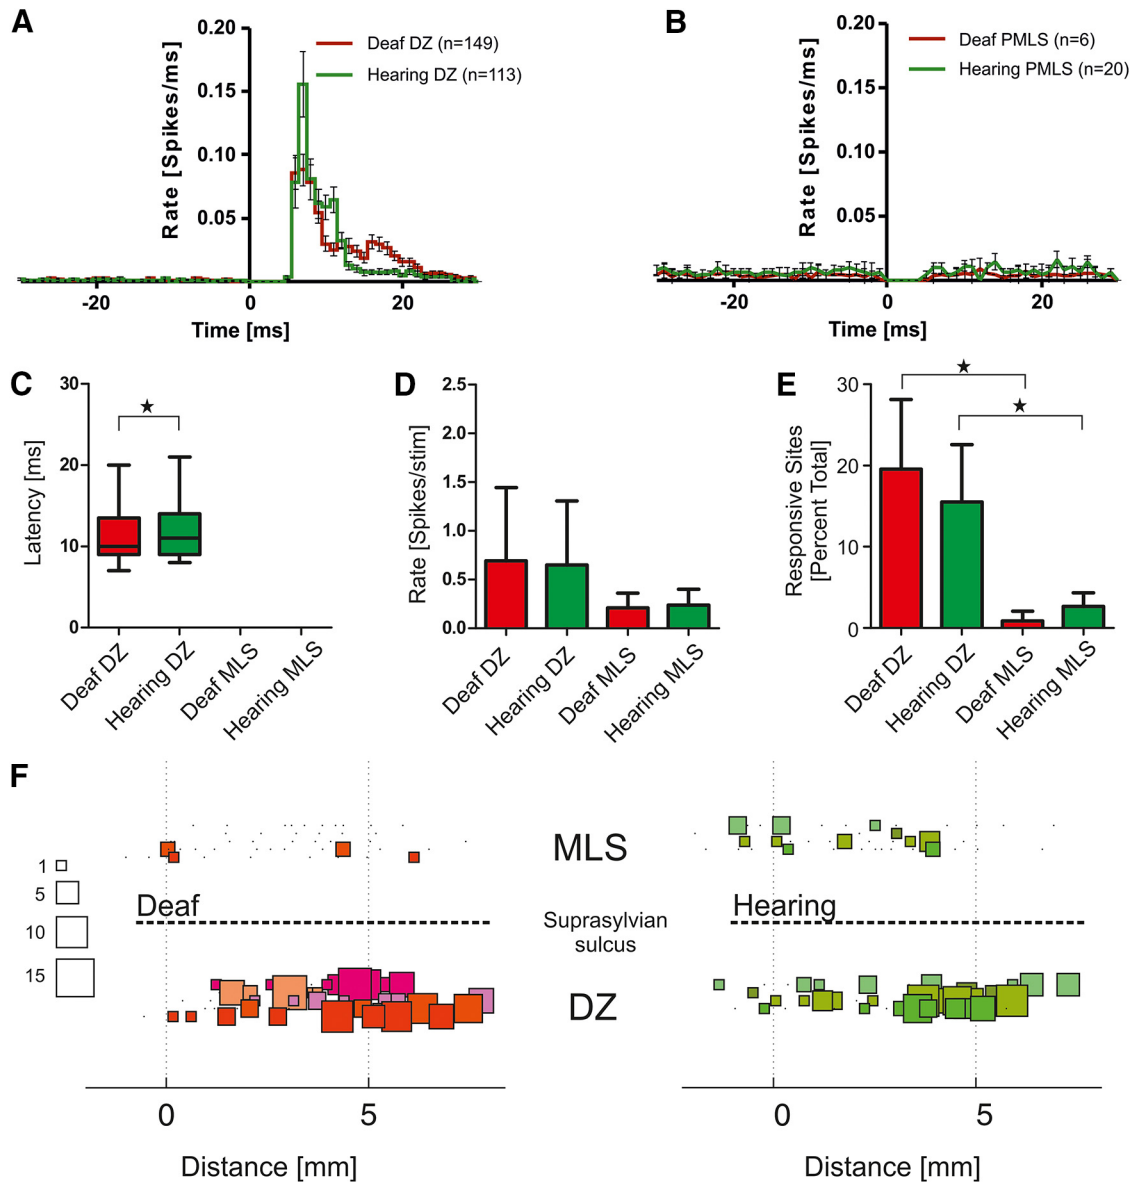 A
0.20
0.15
0.10
0.05
Rate [Spikes/ms]
Deaf DZ (n=149)
Hearing DZ (n=113)
-20
0
20
Time [ms]
B
0.20
0.15
0.10
0.05
Rate [Spikes/ms]
Deaf PMLS (n=6)
Hearing PMLS (n=20)
-20
0
20
Time [ms]
C
30
20
10
0
Latency [ms]
★
Deaf DZ
Hearing DZ
Deaf MLS
Hearing MLS
D
2.5
2.0
1.5
1.0
0.5
0.0
Rate [Spikes/stim]
Deaf DZ
Hearing DZ
Deaf MLS
Hearing MLS
E
30
20
10
0
Responsive Sites
[Percent Total]
★
★
Deaf DZ
Hearing DZ
Deaf MLS
Hearing MLS
F
1
5
10
15
Deaf
MLS
Suprasylvian
sulcus
DZ
Hearing
0
5
Distance [mm]
0
5
Distance [mm]